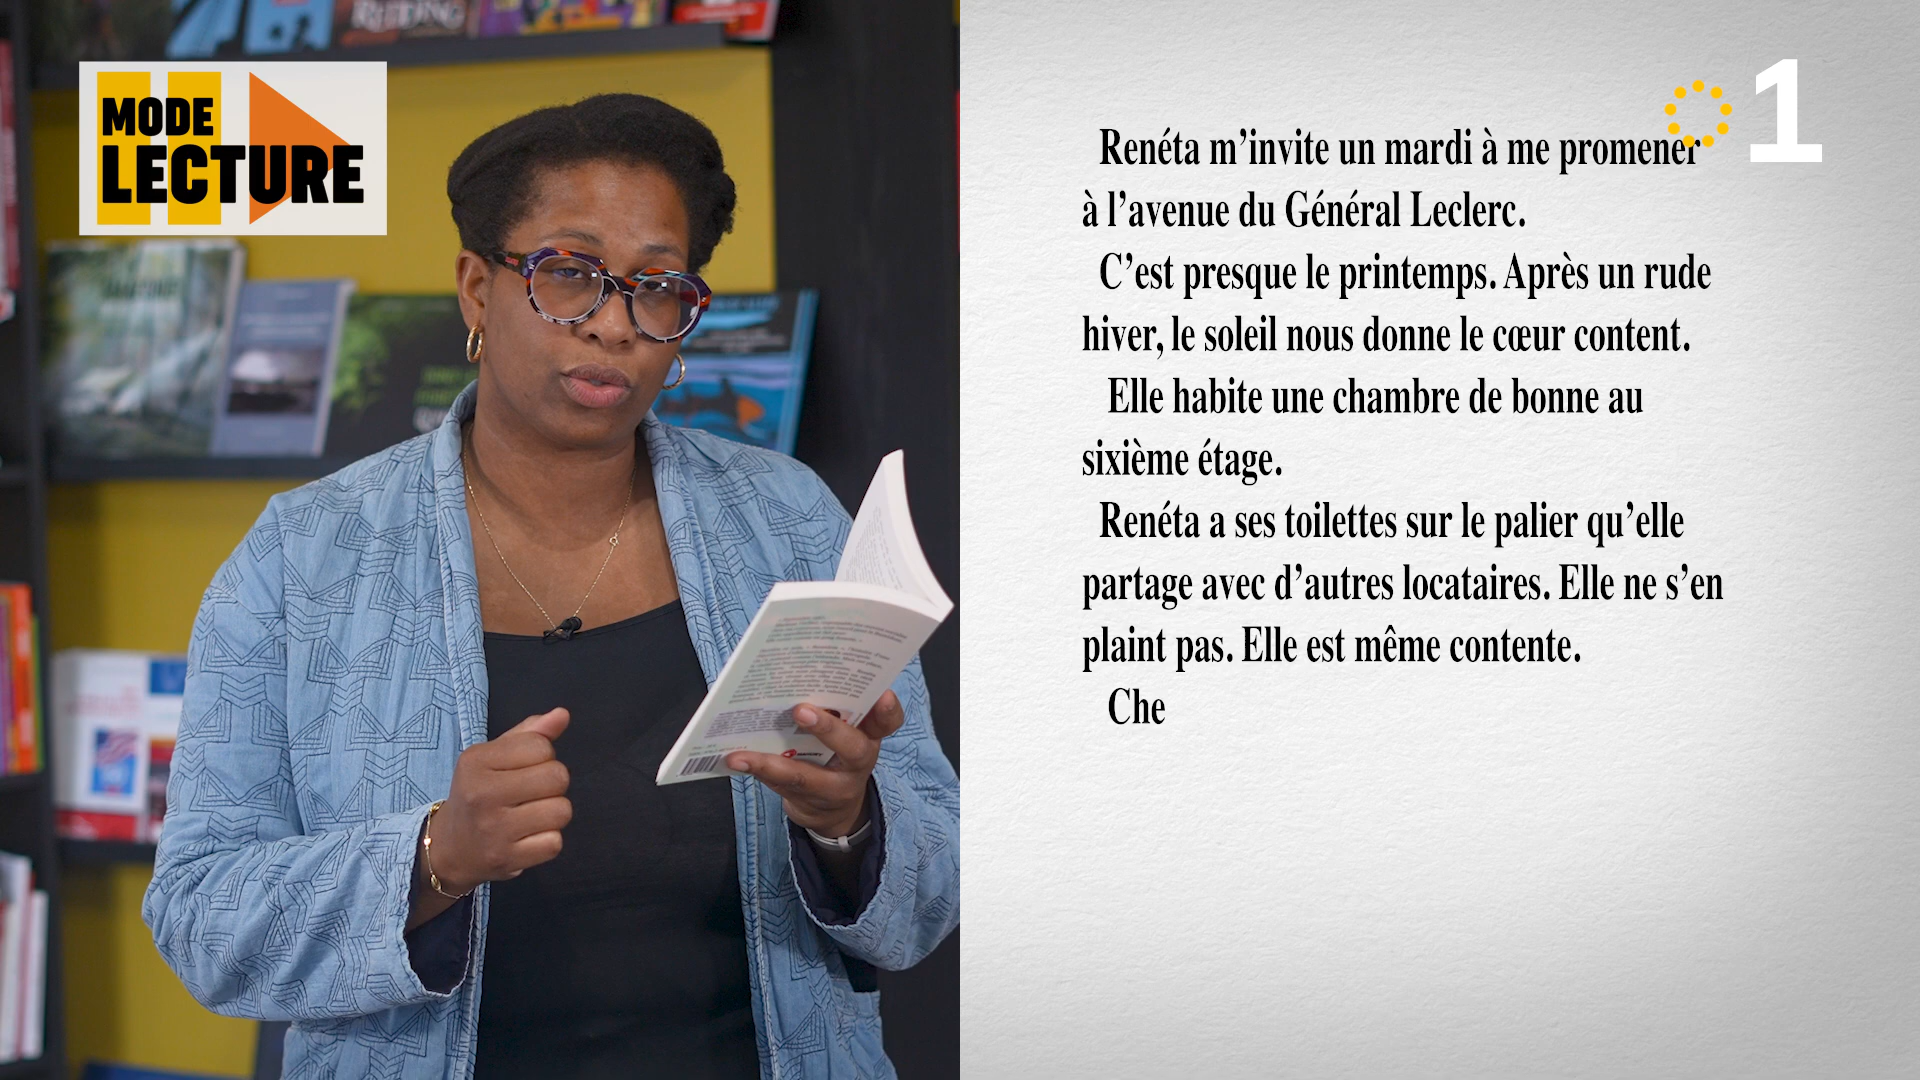 MODE
LECTURE
1
Renéta m’invite un mardi à me promener
à l’avenue du Général Leclerc.
C’est presque le printemps. Après un rude
hiver, le soleil nous donne le cœur content.
Elle habite une chambre de bonne au
sixième étage.
Renéta a ses toilettes sur le palier qu’elle
partage avec d’autres locataires. Elle ne s’en
plaint pas. Elle est même contente.
Che